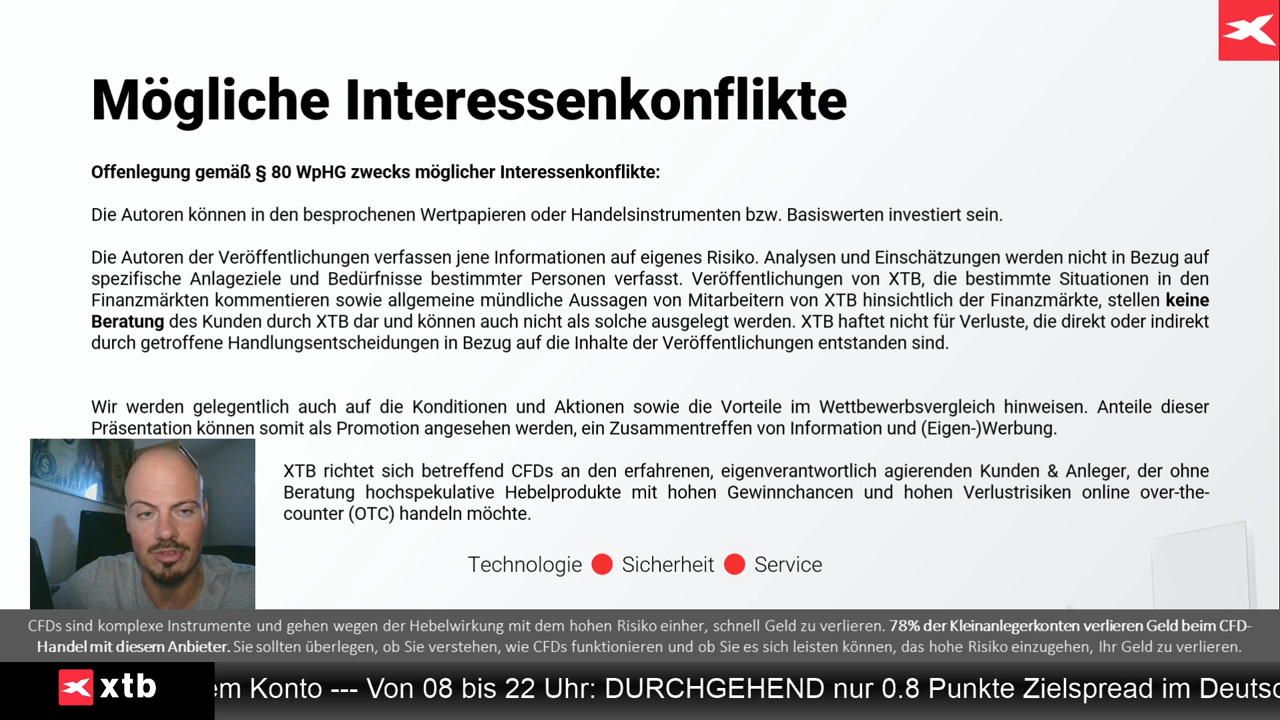 Mögliche Interessenkonflikte
Offenlegung gemäß § 80 WpHG zwecks möglicher Interessenkonflikte:
Die Autoren können in den besprochenen Wertpapieren oder Handelsinstrumenten bzw. Basiswerten investiert sein.
Die Autoren der Veröffentlichungen verfassen jene Informationen auf eigenes Risiko. Analysen und Einschätzungen werden nicht in Bezug auf
spezifische Anlageziele und Bedürfnisse bestimmter Personen verfasst. Veröffentlichungen von XTB, die bestimmte Situationen in den
Finanzmärkten kommentieren sowie allgemeine mündliche Aussagen von Mitarbeitern von XTB hinsichtlich der Finanzmärkte, stellen keine
Beratung des Kunden durch XTB dar und können auch nicht als solche ausgelegt werden. XTB haftet nicht für Verluste, die direkt oder indirekt
durch getroffene Handlungsentscheidungen in Bezug auf die Inhalte der Veröffentlichungen entstanden sind.
Wir werden gelegentlich auch auf die Konditionen und Aktionen sowie die Vorteile im Wettbewerbsvergleich hinweisen. Anteile dieser
Präsentation können somit als Promotion angesehen werden, ein Zusammentreffen von Information und (Eigen-)Werbung.
XTB richtet sich betreffend CFDs an den erfahrenen, eigenverantwortlich agierenden Kunden & Anleger, der ohne
Beratung hochspekulative Hebelprodukte mit hohen Gewinnchancen und hohen Verlustrisiken online over-the-
counter (OTC) handeln möchte.
Technologie Sicherheit Service
CFDs sind komplexe Instrumente und gehen wegen der Hebelwirkung mit dem hohen Risiko einher, schnell Geld zu verlieren. 78% der Kleinanlegerkonten verlieren Geld beim CFD-
Handel mit diesem Anbieter. Sie sollten überlegen, ob Sie verstehen, wie CFDs funktionieren und ob Sie es sich leisten können, das hohe Risiko einzugehen, Ihr Geld zu verlieren.
xtb em Konto --- Von 08 bis 22 Uhr: DURCHGEHEND nur 0.8 Punkte Zielspread im Deutsc